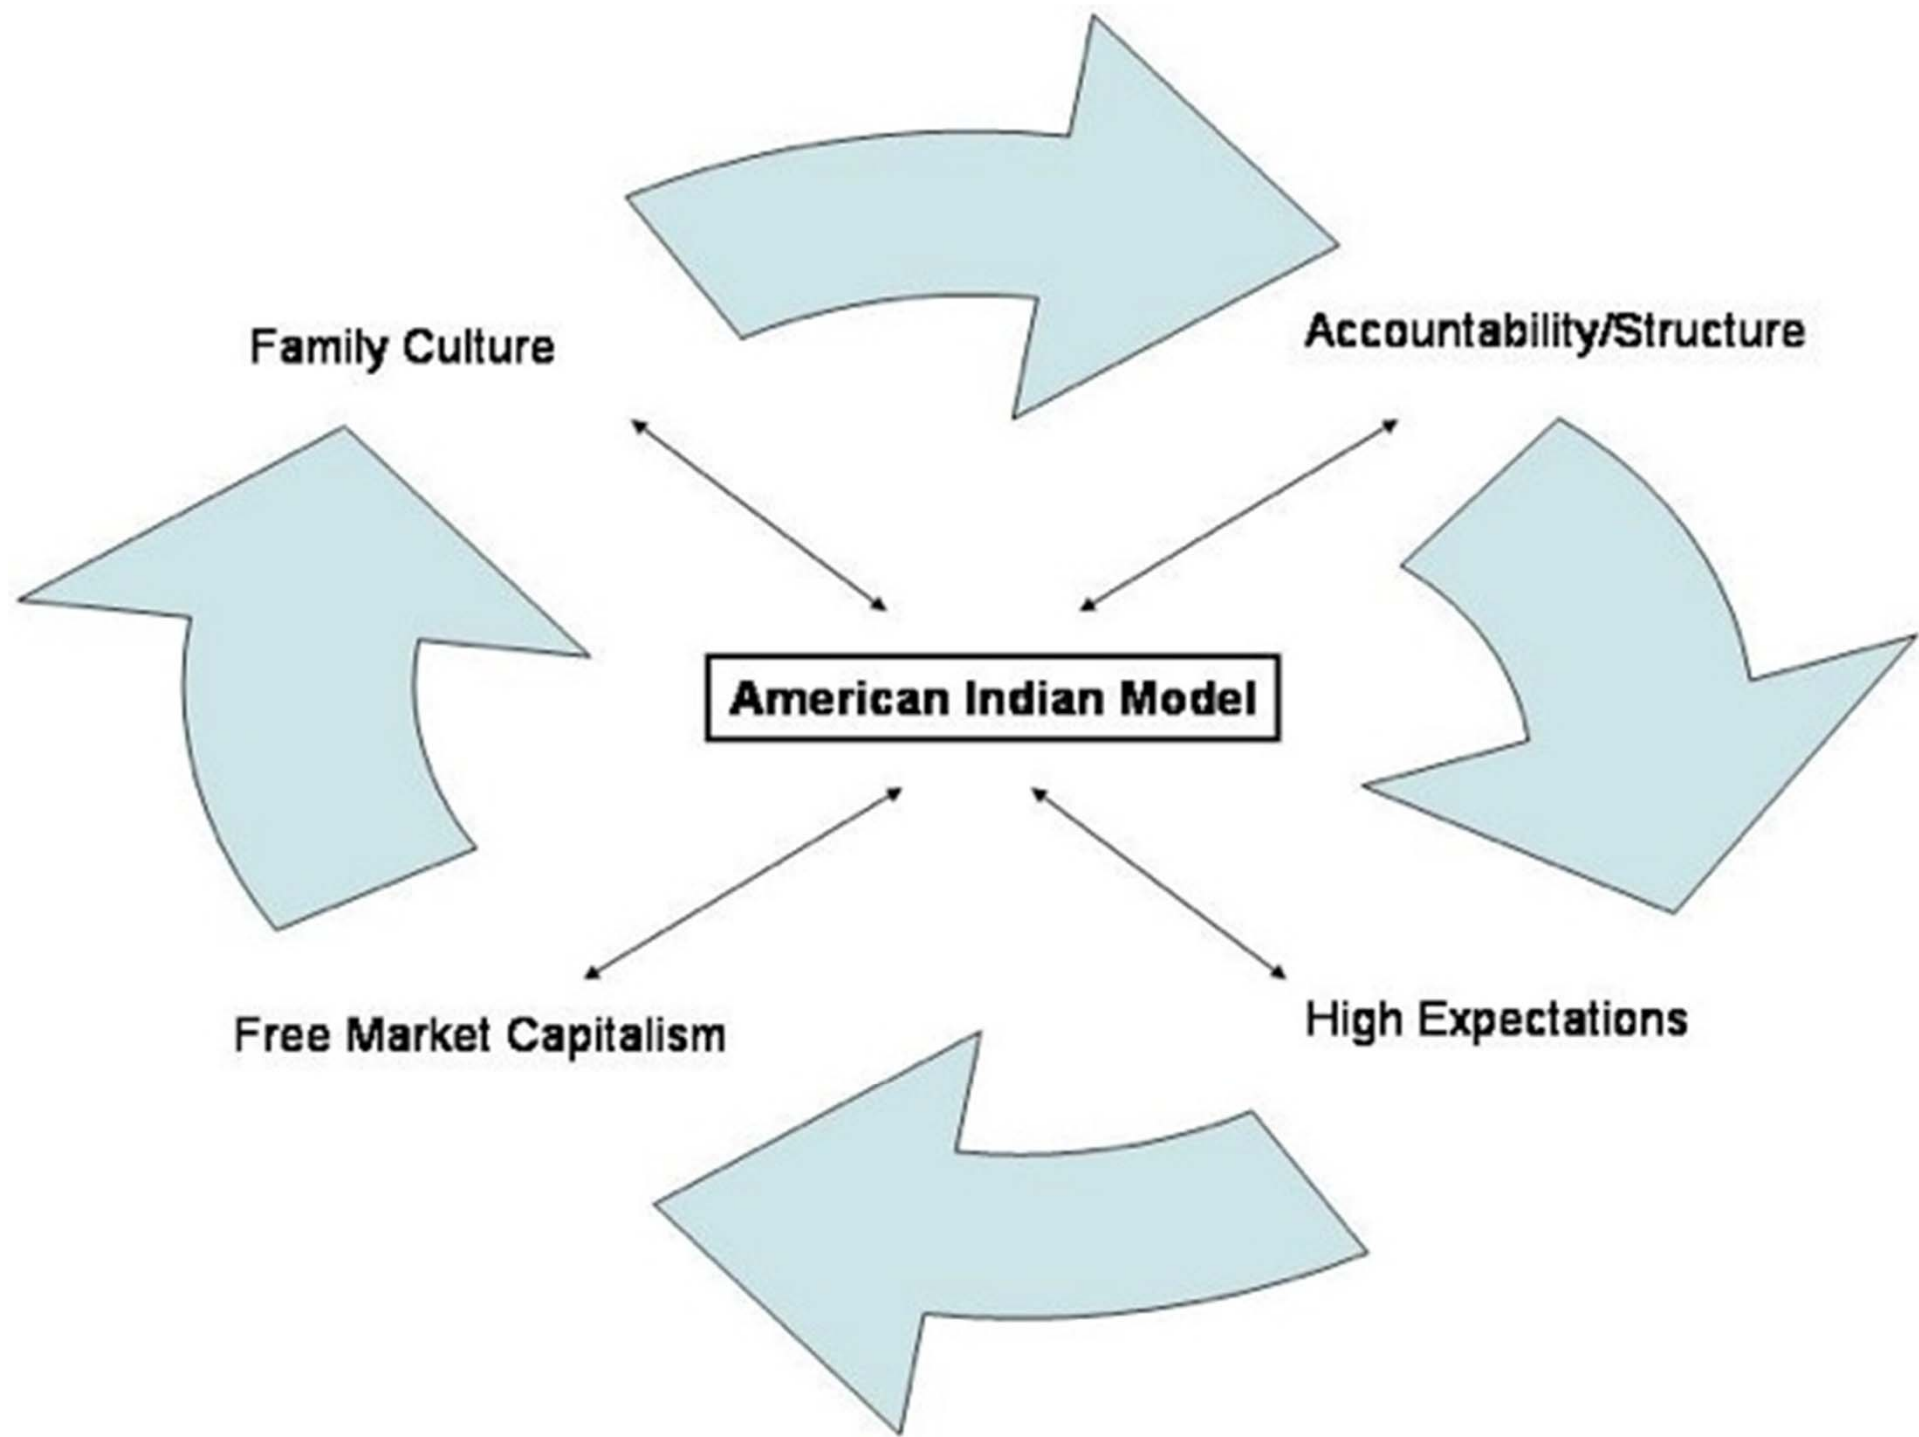 Family Culture
Accountability/Structure
American Indian Model
Free Market Capitalism
High Expectations